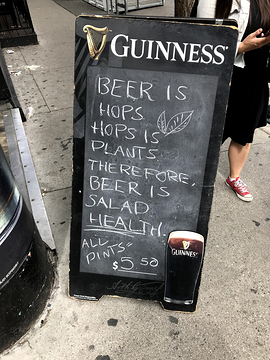 GUINNESS
BEER IS
HOPS
HOPS IS
PLANTS
THEREFORE,
BEER IS
SALAD
HEALTH.
ALL
PINTS
$5 50
GUINNESS